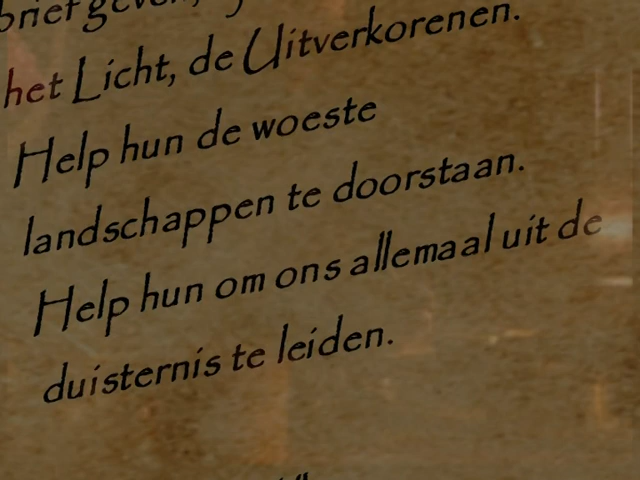 het Licht, de Uitverkorenen.
Help hun de woeste
landschappen te doorstaan.
Help hun om ons allemaal uit de
duisternis te leiden.